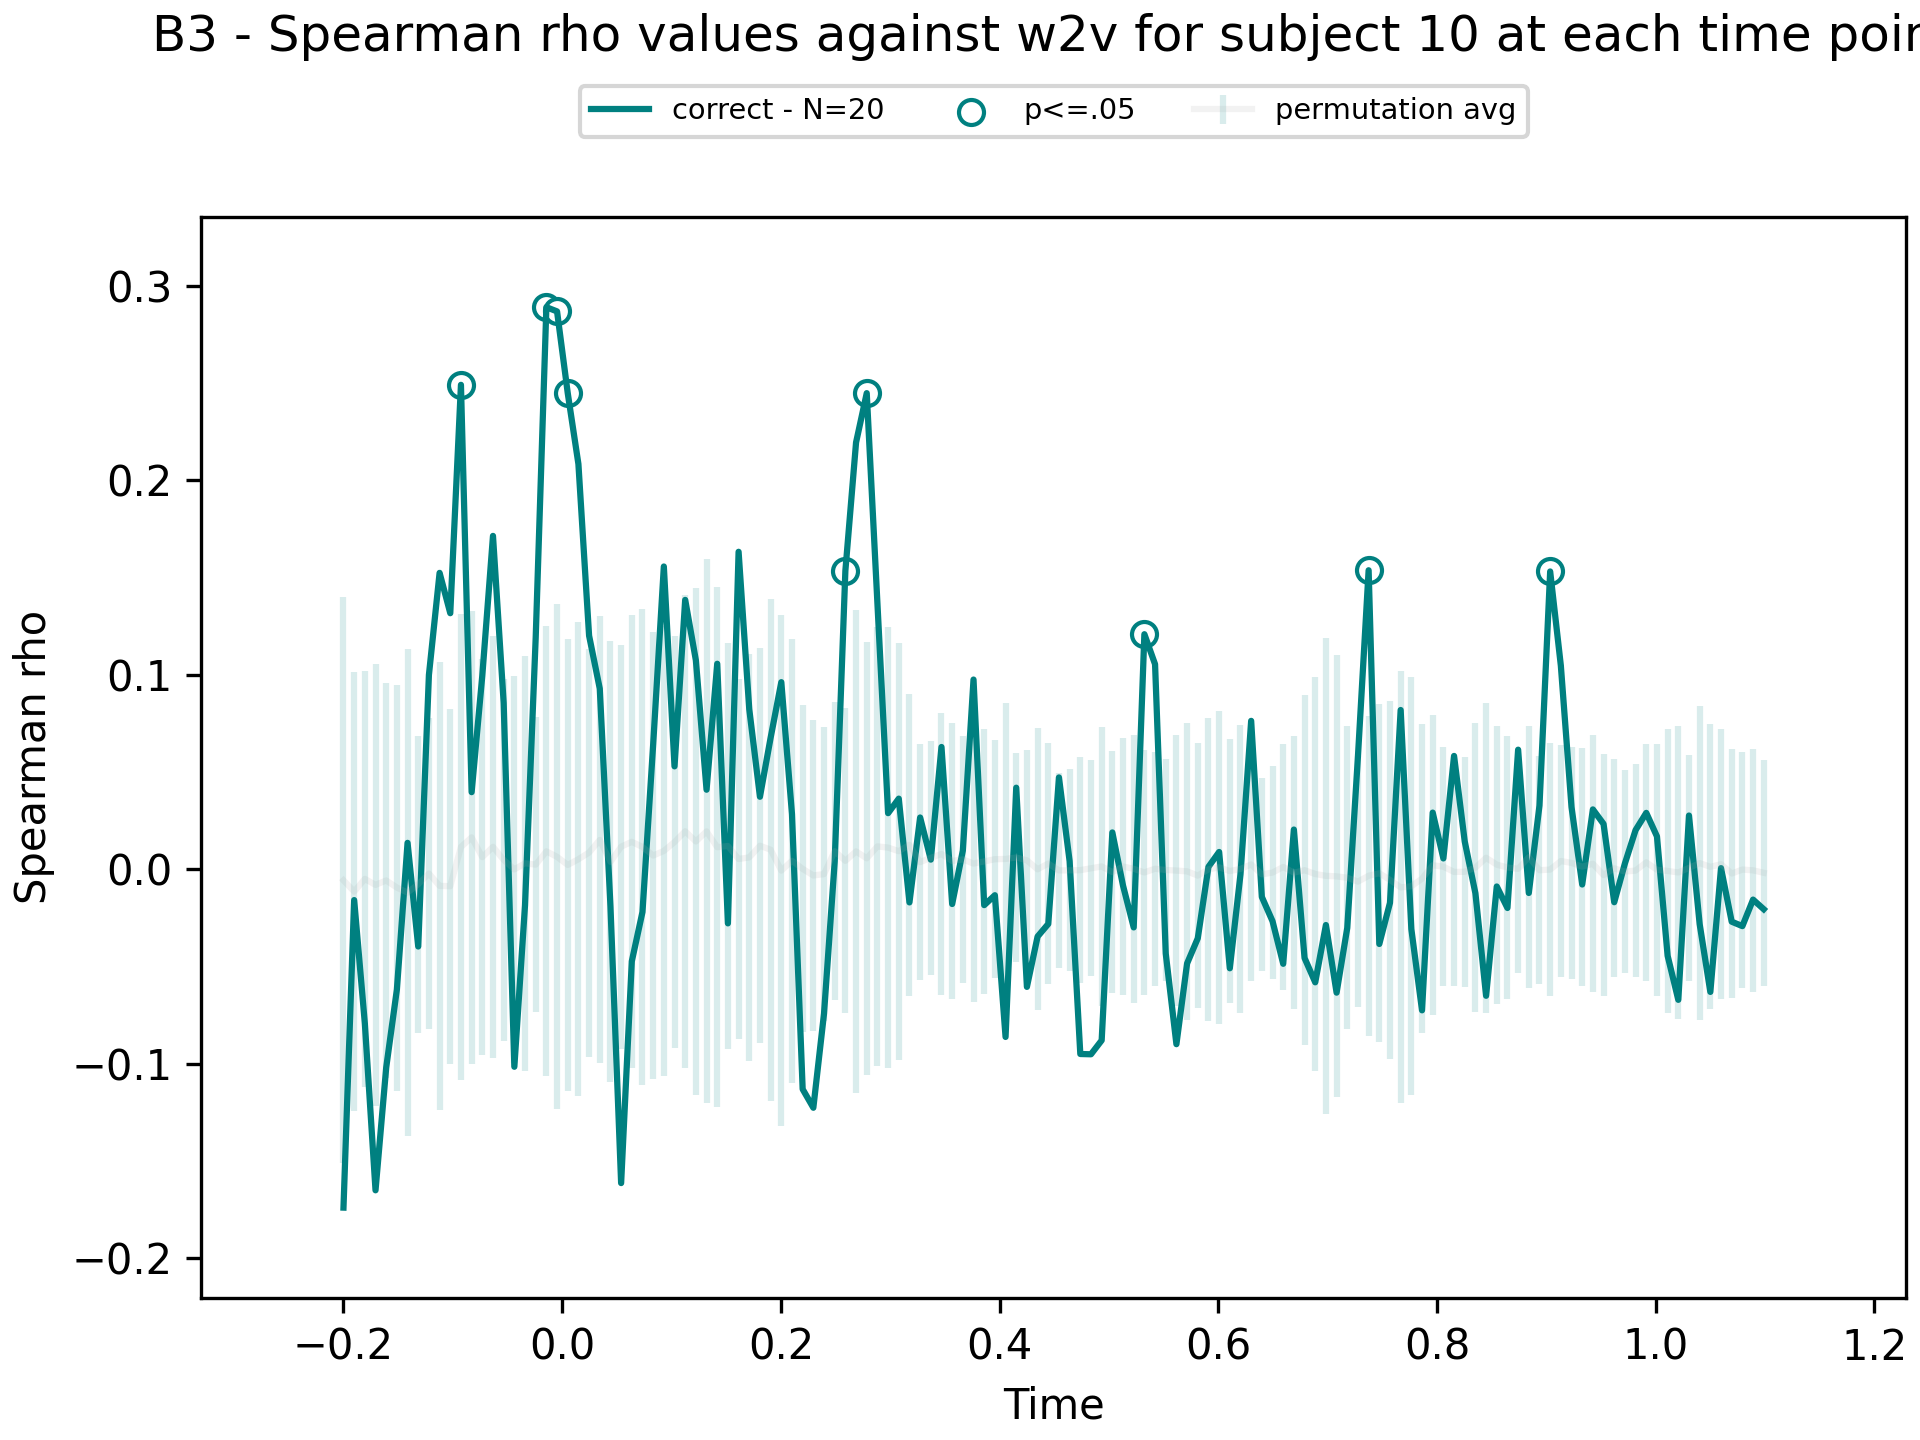 B3 - Spearman rho values against w2v for subject 10 at each time poin
correct - N=20 p<=.05 permutation avg
0.3
0.2
0.1
0.0
−0.1
−0.2
Spearman rho
−0.2 0.0 0.2 0.4 0.6 0.8 1.0 1.2
Time